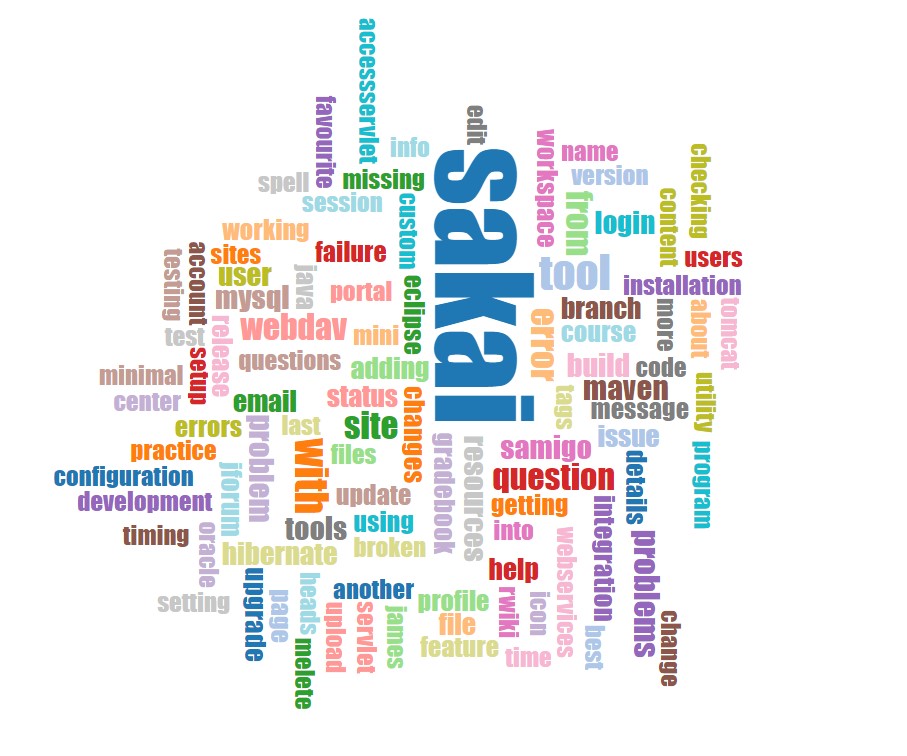 accessservlet
favourite
edit
info
sakai
workspace
name
checking
spell
missing
version
session
custom
from
content
login
working
sites
failure
users
testing
account
user
java
tool
installation
mysql
portal
eclipse
branch
more
about
tomcat
release
webdav
mini
error
course
test
setup
questions
adding
build
code
minimal
maven
utility
center
email
status
changes
tags
message
errors
problem
last
site
issue
practice
with
files
gradebook
resources
samigo
program
configuration
jforum
question
details
development
update
getting
integration
timing
oracle
tools
using
into
hibernate
broken
webservices
problems
help
upgrade
page
heads
another
setting
profile
rwiki
icon
upload
servlet
james
file
best
change
feature
time
melete